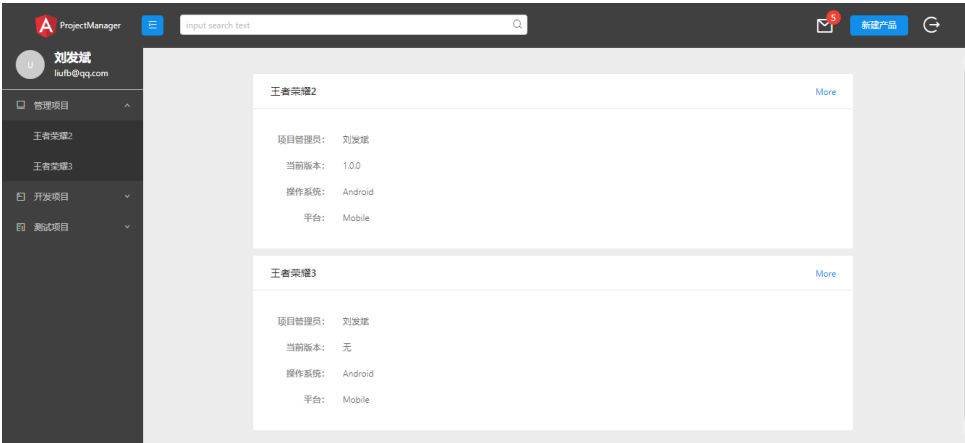 ProjectManager
input search text
5
新建产品
U
刘发斌
liufb@qq.com
管理项目
王者荣耀2
王者荣耀3
开发项目
测试项目
王者荣耀2 More
项目管理员： 刘发斌
当前版本： 1.0.0
操作系统： Android
平台： Mobile
王者荣耀3 More
项目管理员： 刘发斌
当前版本： 无
操作系统： Android
平台： Mobile